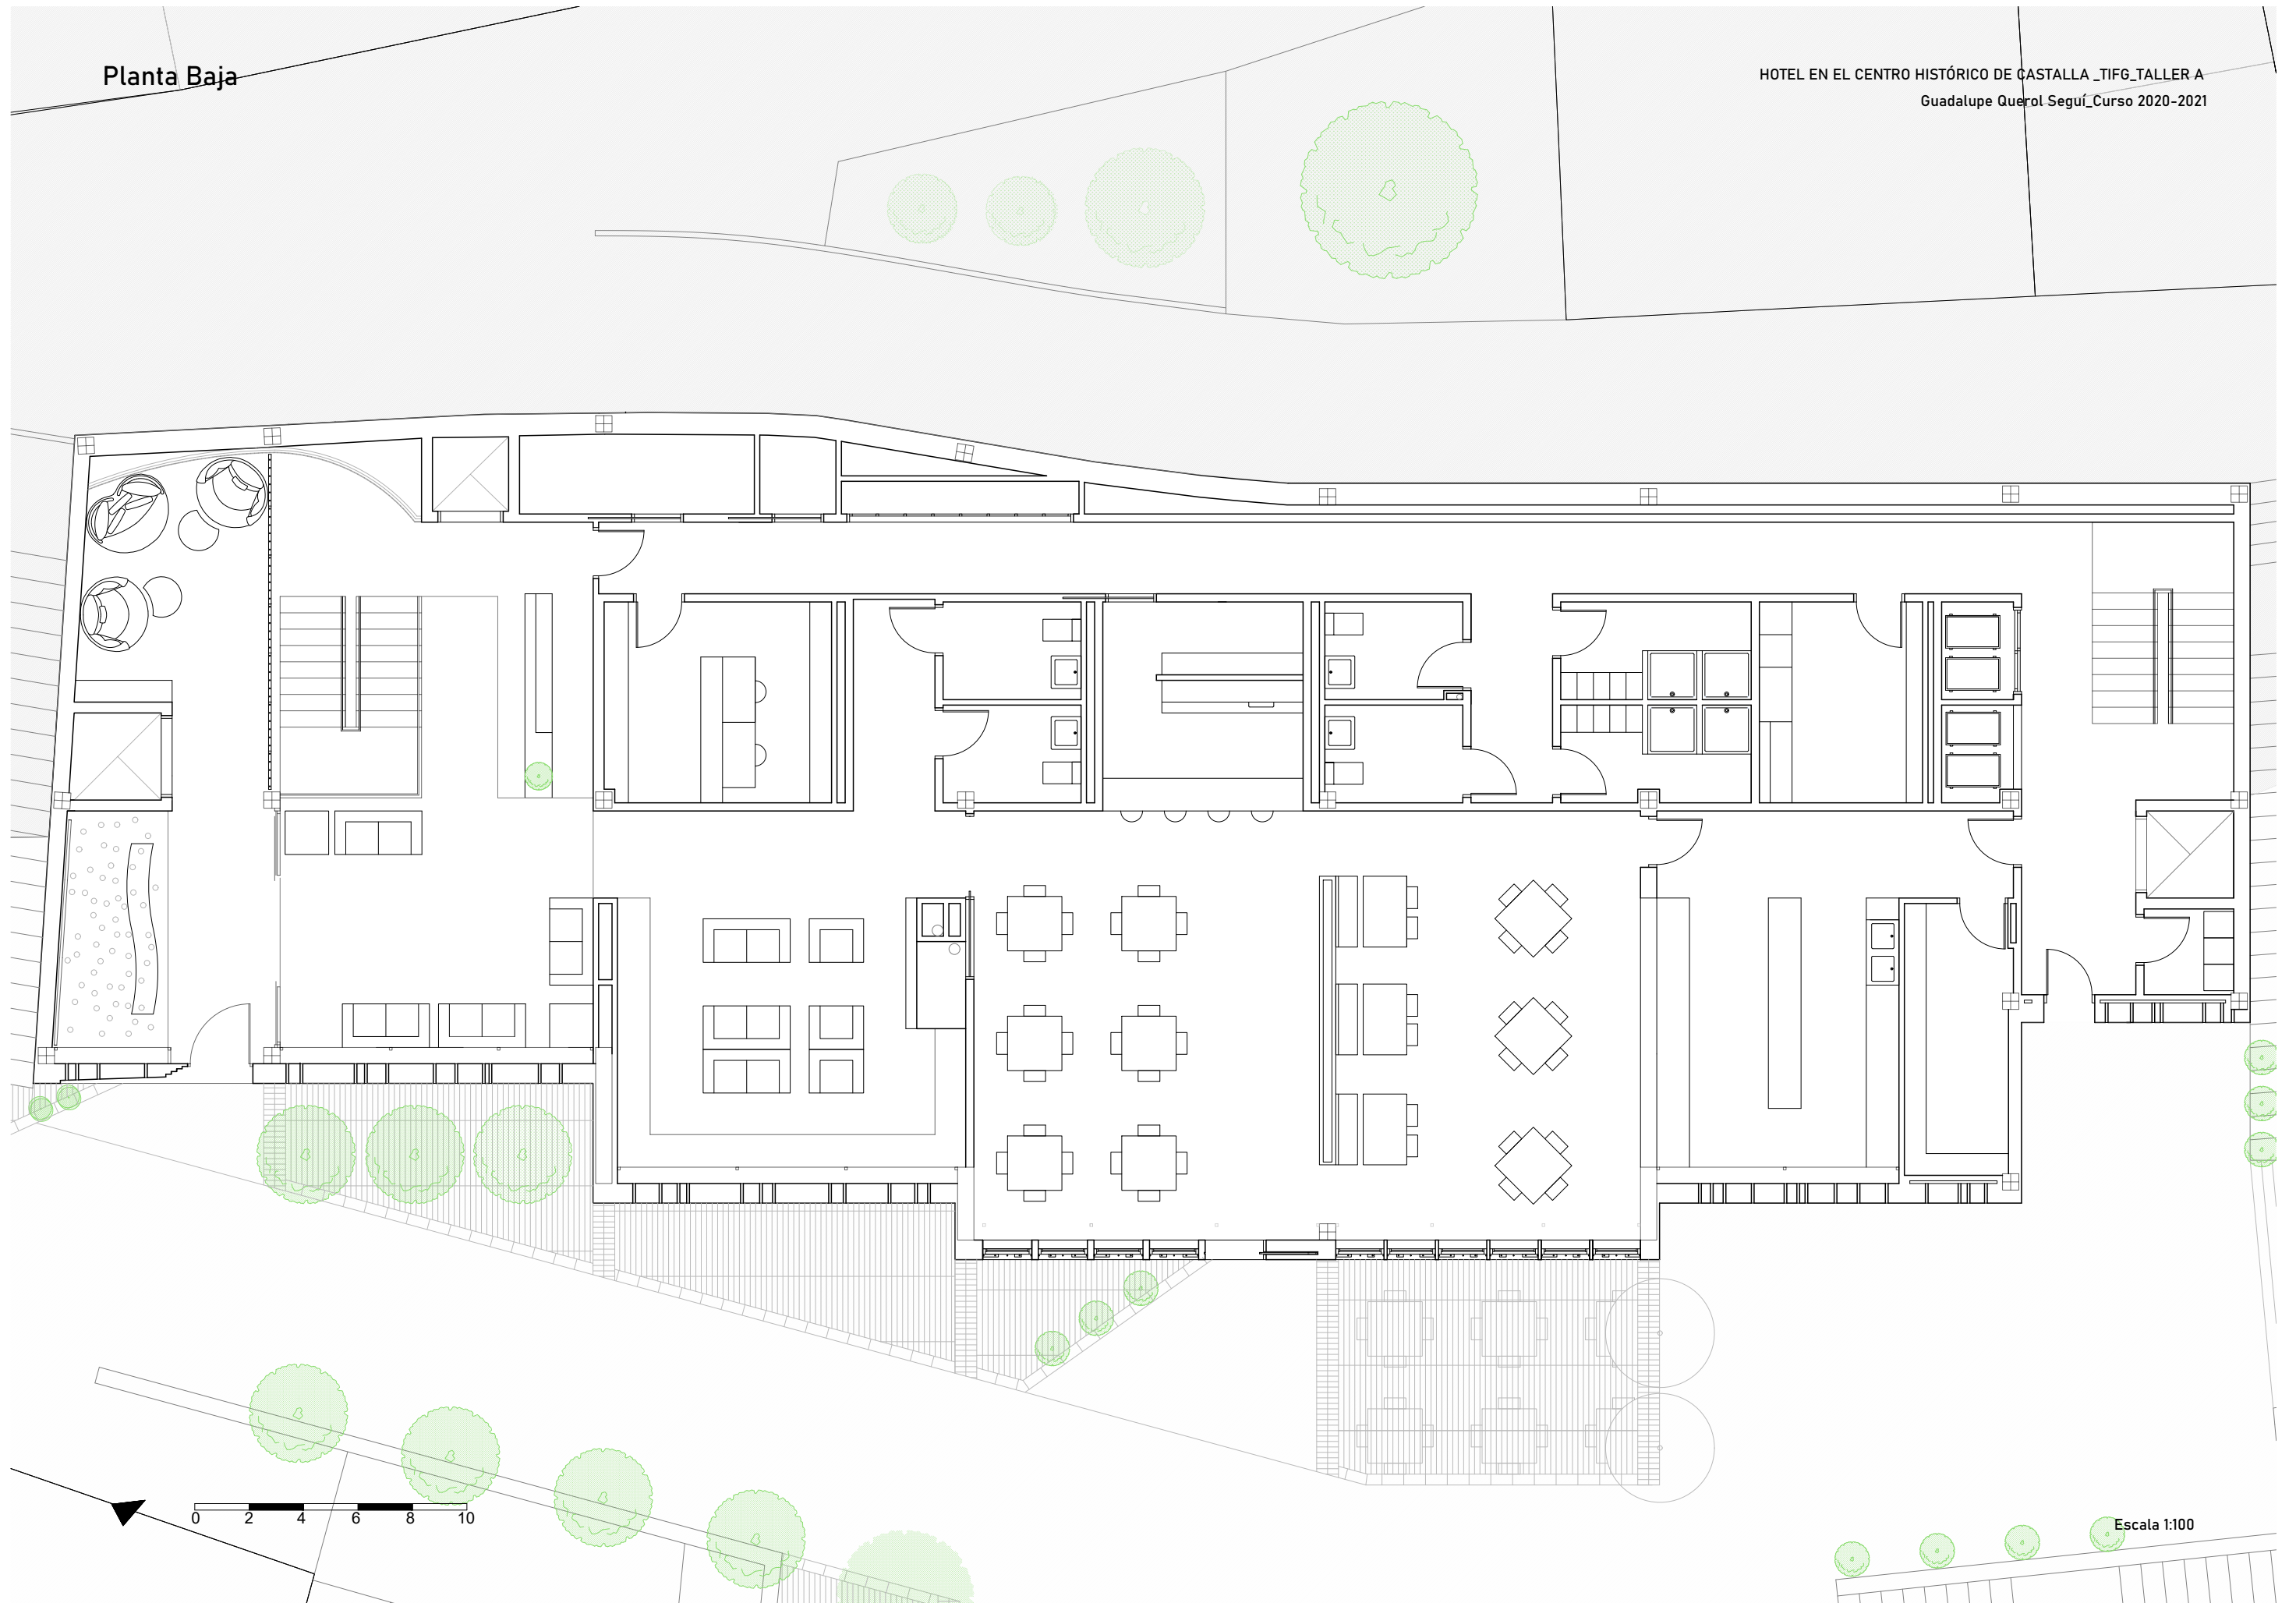 Planta Baja
HOTEL EN EL CENTRO HISTÓRICO DE CASTALLA _TIFG_TALLER A
Guadalupe Querol Seguí_Curso 2020-2021
0 2 4 6 8 10
Escala 1:100